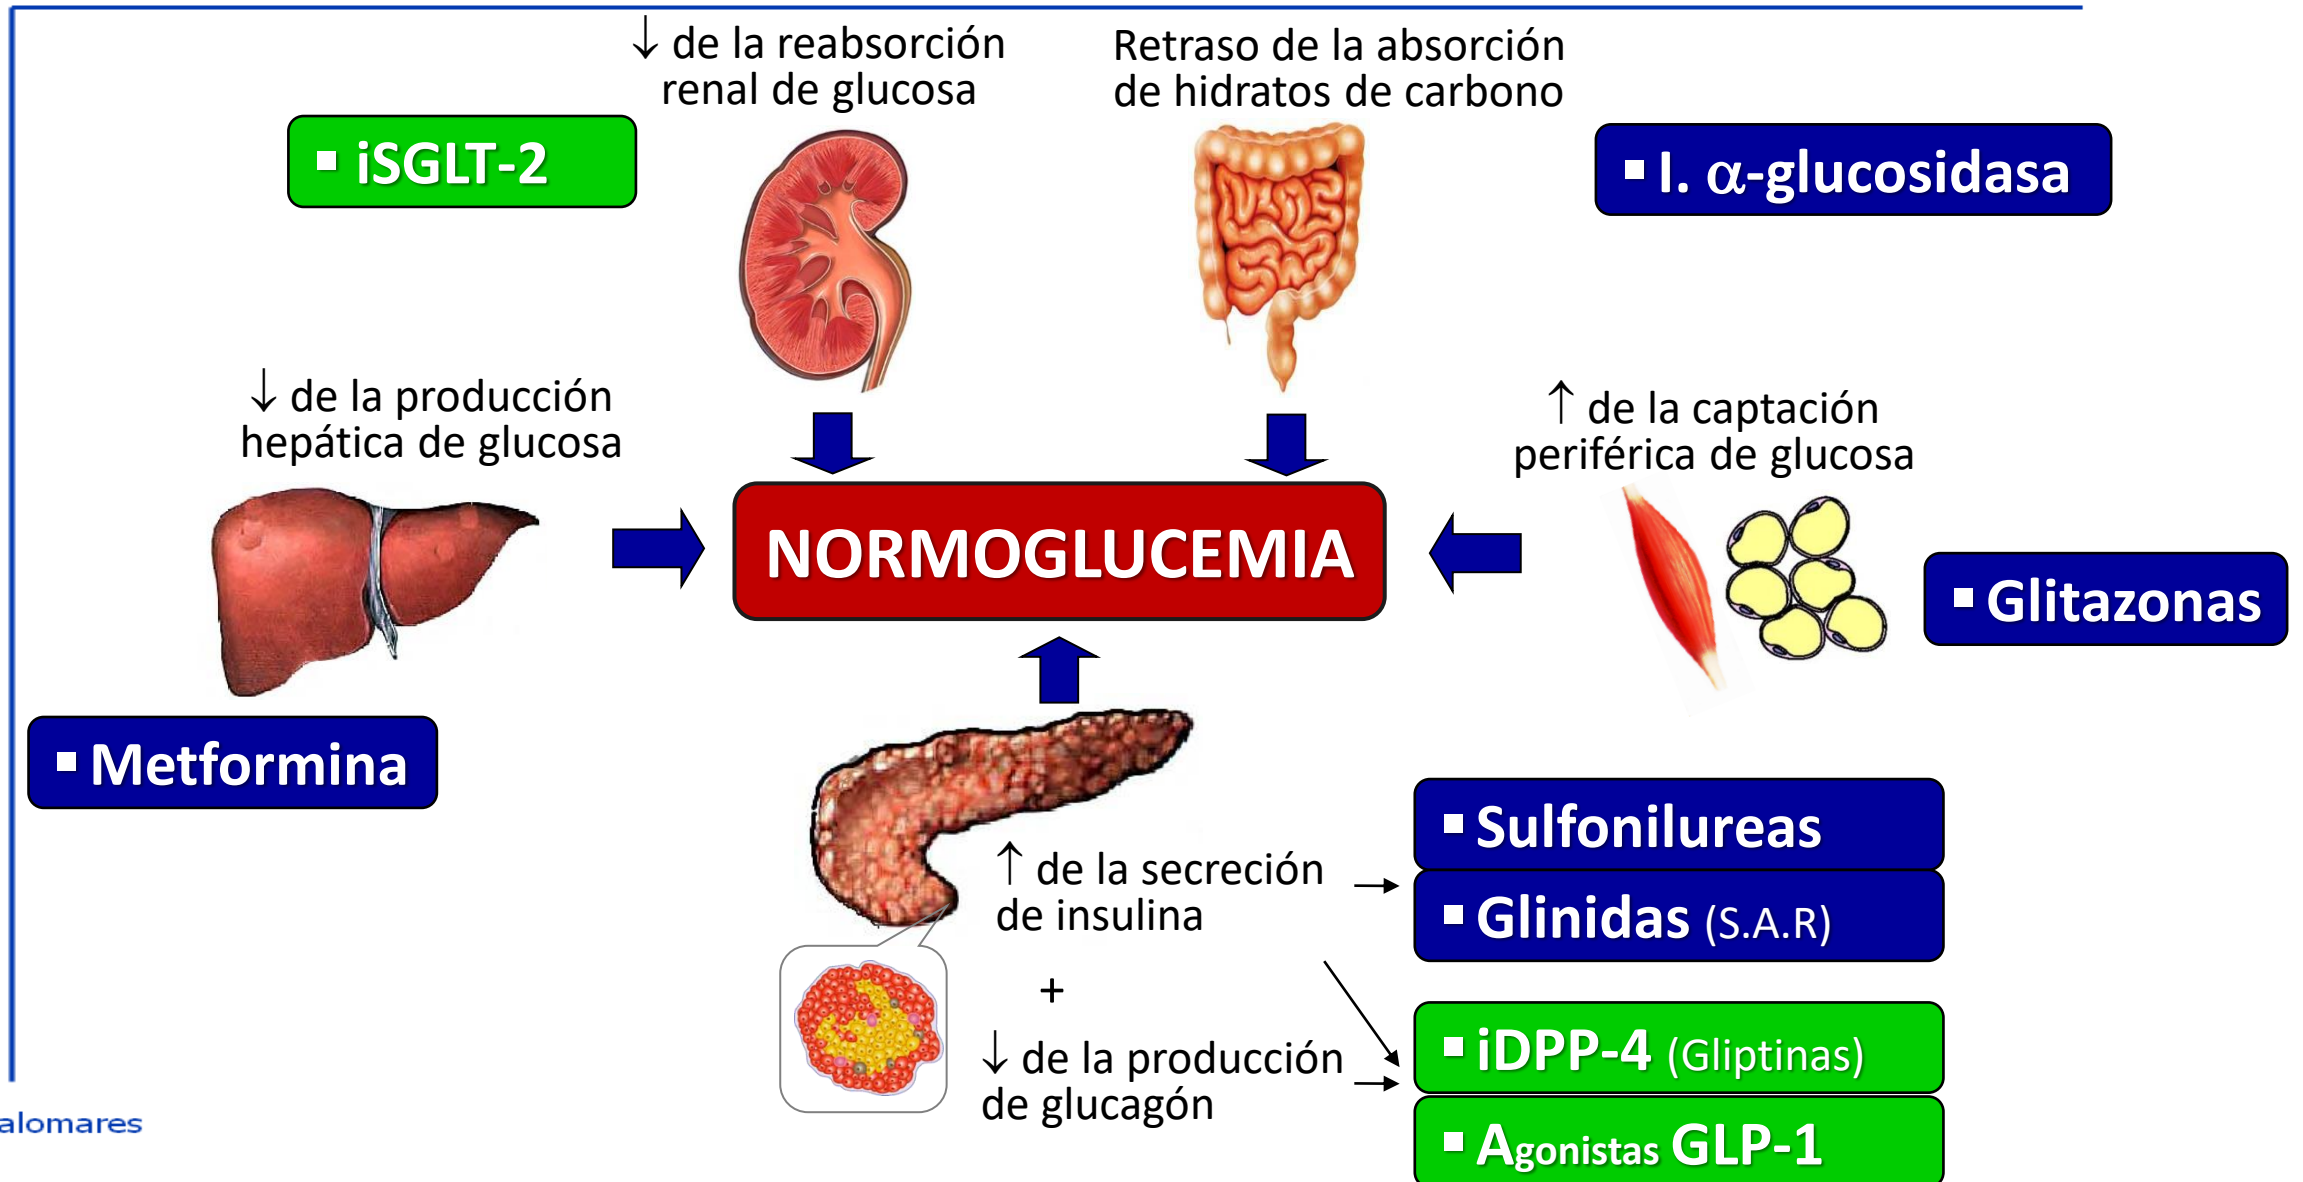 ↓ de la reabsorción
renal de glucosa
Retraso de la absorción
de hidratos de carbono
▪ iSGLT-2
▪ I. α-glucosidasa
↓ de la producción
hepática de glucosa
↑ de la captación
periférica de glucosa
NORMOGLUCEMIA
▪ Glitazonas
▪ Metformina
▪ Sulfonilureas
↑ de la secreción
de insulina
▪ Glinidas (S.A.R)
+
▪ iDPP-4 (Gliptinas)
↓ de la producción
de glucagón
▪ Agonistas GLP-1
alomares